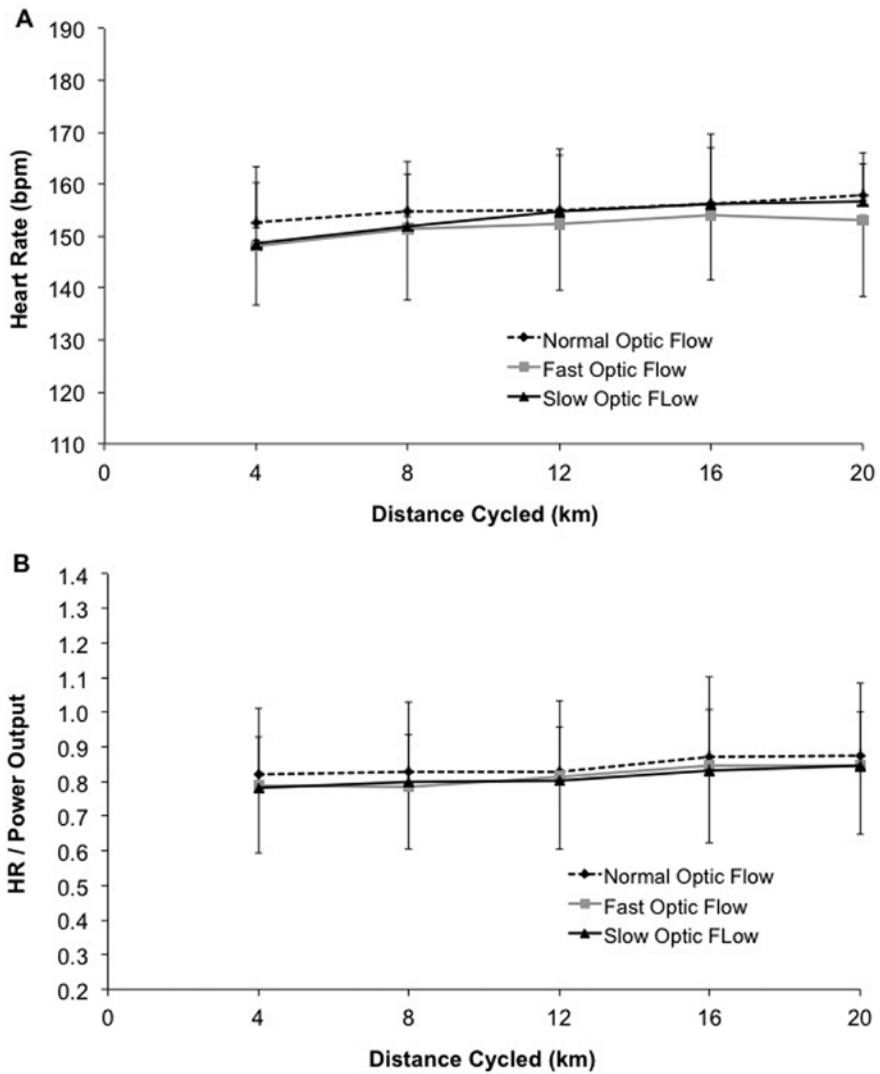 A
190
180
170
160
150
140
130
120
110
Heart Rate (bpm)
Normal Optic Flow
Fast Optic Flow
Slow Optic FLow
0 4 8 12 16 20
Distance Cycled (km)
B
1.4
1.3
1.2
1.1
1.0
0.9
0.8
0.7
0.6
0.5
0.4
0.3
0.2
HR / Power Output
Normal Optic Flow
Fast Optic Flow
Slow Optic FLow
0 4 8 12 16 20
Distance Cycled (km)